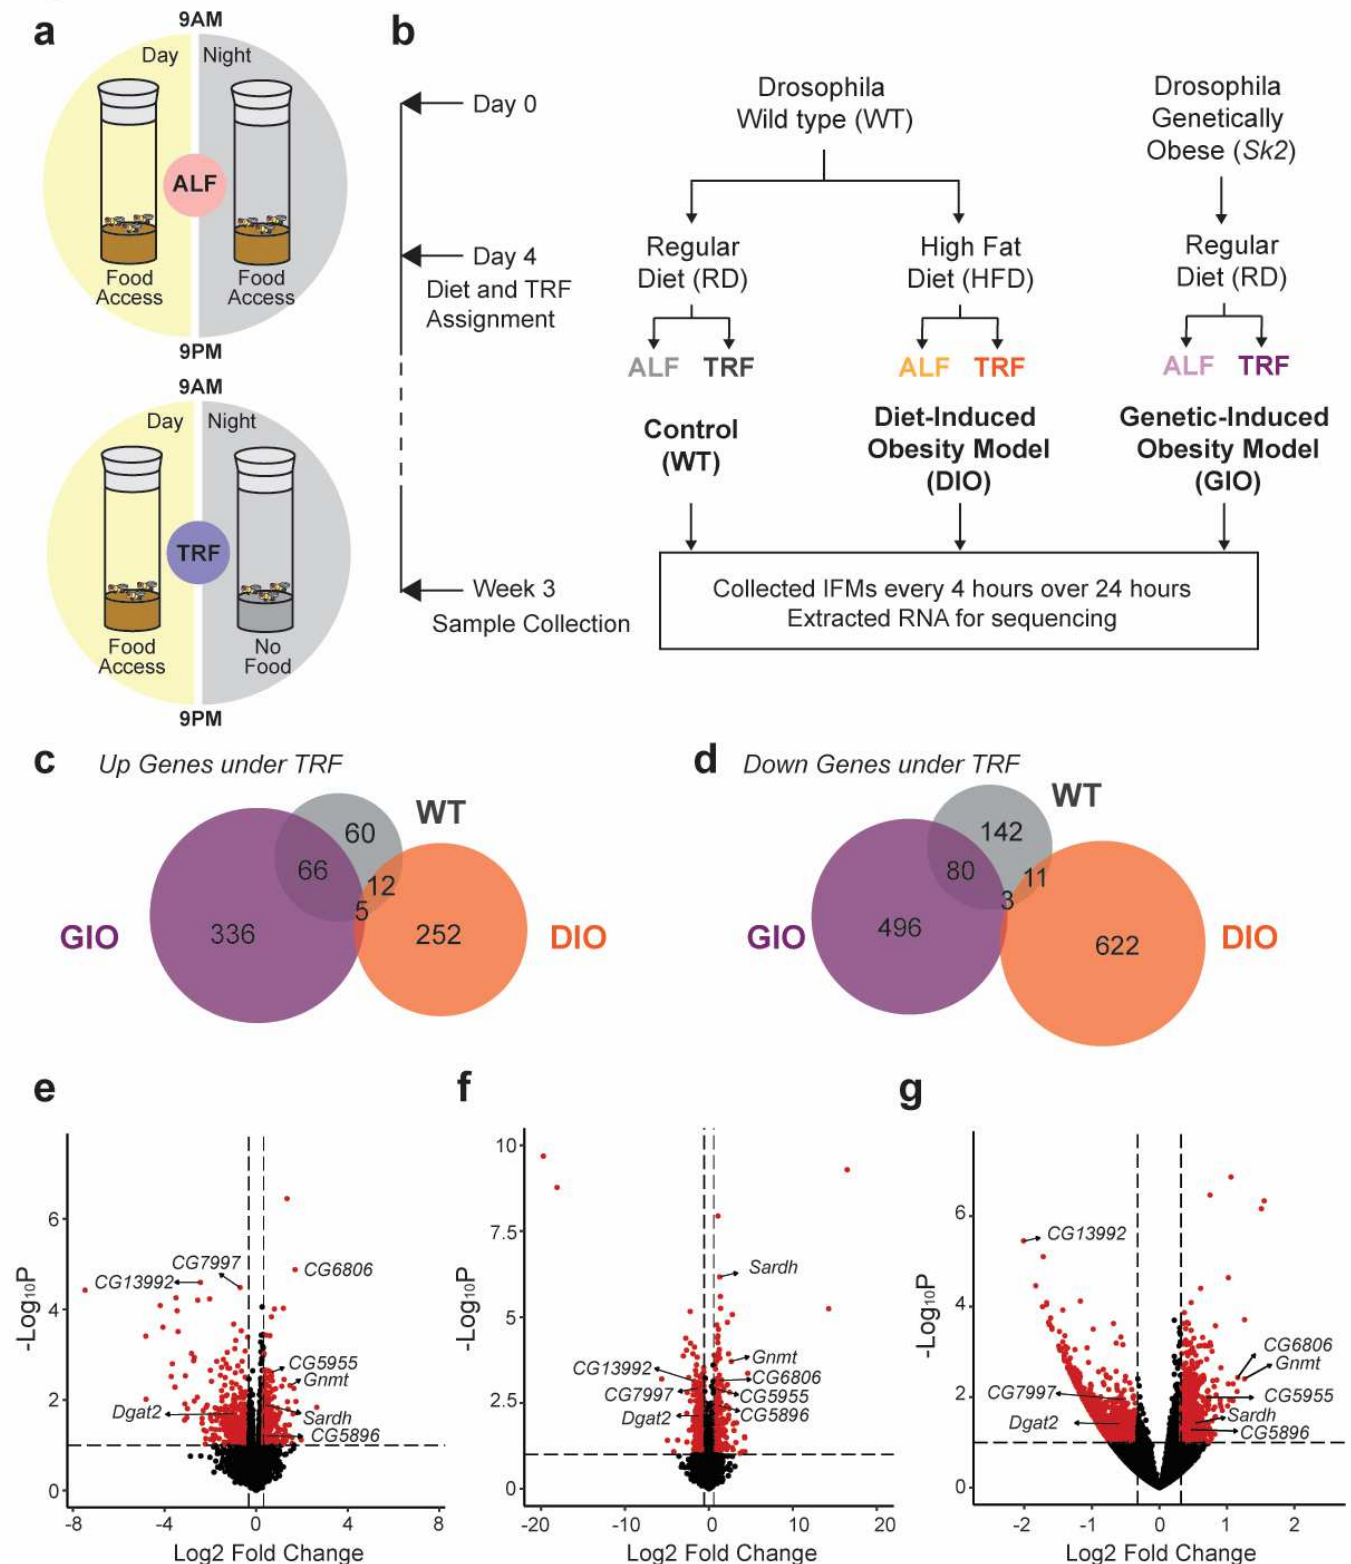 a
9AM
Day Night
ALF
Food Access
Food Access
9PM
9AM
Day Night
TRF
Food Access
No Food
9PM
b
Day 0
Day 4
Diet and TRF
Assignment
Week 3
Sample Collection
Drosophila
Wild type (WT)
Drosophila
Genetically
Obese (Sk2)
Regular
Diet (RD)
High Fat
Diet (HFD)
Regular
Diet (RD)
ALF TRF
ALF TRF
ALF TRF
Control
(WT)
Diet-Induced
Obesity Model
(DIO)
Genetic-Induced
Obesity Model
(GIO)
Collected IFMs every 4 hours over 24 hours
Extracted RNA for sequencing
c Up Genes under TRF
WT
60
66
12
5
GIO
336
252
DIO
d Down Genes under TRF
WT
142
80
11
3
GIO
496
622
DIO
e
-Log10P
6
4
2
0
CG7997
CG13992
CG6806
CG5955
Gnmt
Dgat2
Sardh
CG5896
-8 -4 0 4 8
Log2 Fold Change
f
-Log10P
10
7.5
5
2.5
0
Sardh
Gnmt
CG13992
CG6806
CG7997
CG5955
Dgat2
CG5896
-20 -10 0 10 20
Log2 Fold Change
g
-Log10P
6
4
2
0
CG13992
CG6806
Gnmt
CG7997
CG5955
Dgat2
Sardh
CG5896
-2 -1 0 1 2
Log2 Fold Change